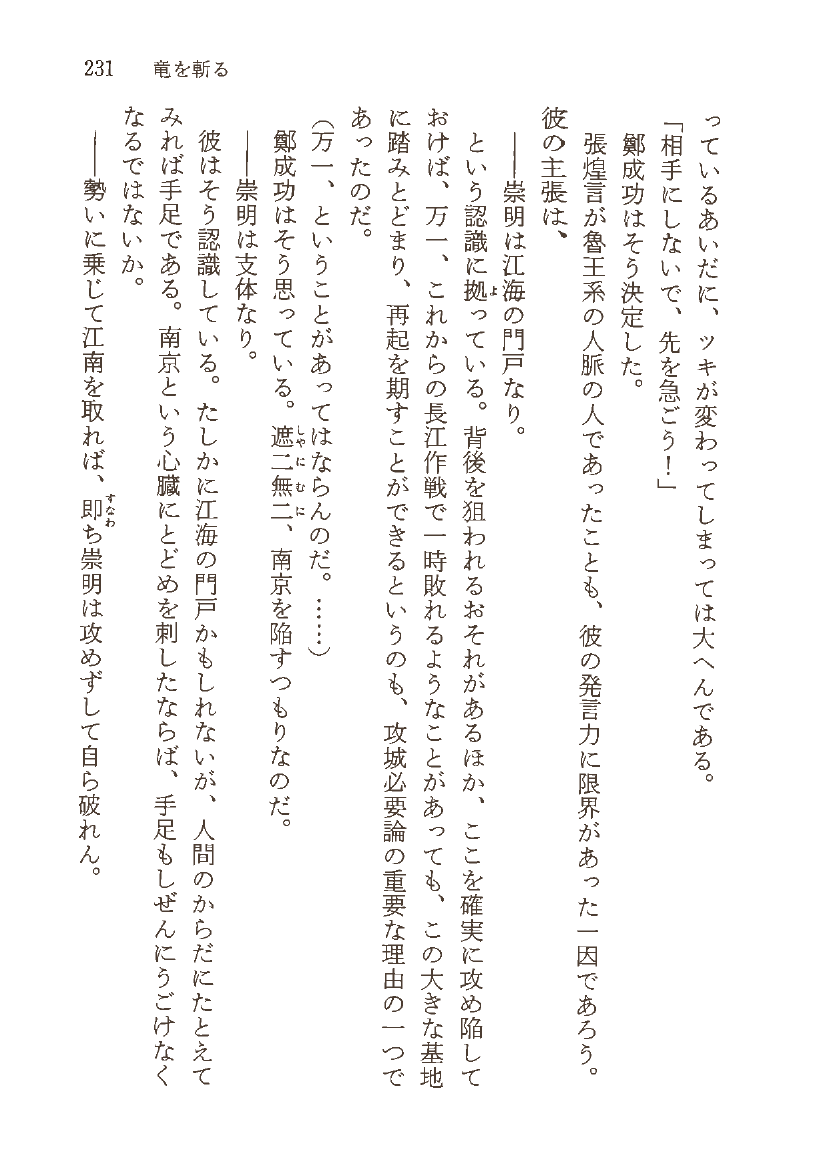 231　竜を斬る
っているあいだに、ツキが変わってしまっては大へんである。
「相手にしないで、先を急ごう！」
鄭成功はそう決定した。
張煌言が魯王系の人脈の人であったことも、彼の発言力に限界があった一因であろう。
彼の主張は、
――崇明は江海の門戸なり。
という認識に拠っている。背後を狙われるおそれがあるほか、ここを確実に攻め陥して
おけば、万一、これからの長江作戦で一時敗れるようなことがあっても、この大きな基地
に踏みとどまり、再起を期すことができるというのも、攻城必要論の重要な理由の一つで
あったのだ。
（万一、ということがあってはならんのだ。……）
鄭成功はそう思っている。遮二無二、南京を陥すつもりなのだ。
――崇明は支体なり。
彼はそう認識している。たしかに江海の門戸かもしれないが、人間のからだにたとえて
みれば手足である。南京という心臓にとどめを刺したならば、手足もしぜんにうごけなく
なるではないか。
――勢いに乗じて江南を取れば、即ち崇明は攻めずして自ら破れん。